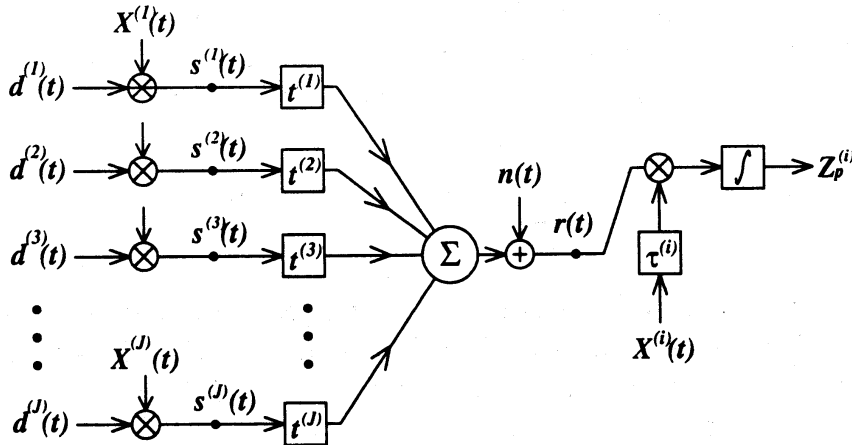 X^{(1)}(t)
d^{(1)}(t) s^{(1)}(t) t^{(1)}
d^{(2)}(t) s^{(2)}(t) t^{(2)}
n(t)
r(t) ∫ Z_p^{(i)}
d^{(3)}(t) s^{(3)}(t) t^{(3)} Σ + τ^{(i)}
X^{(J)}(t) X^{(i)}(t)
d^{(J)}(t) s^{(J)}(t) t^{(J)}